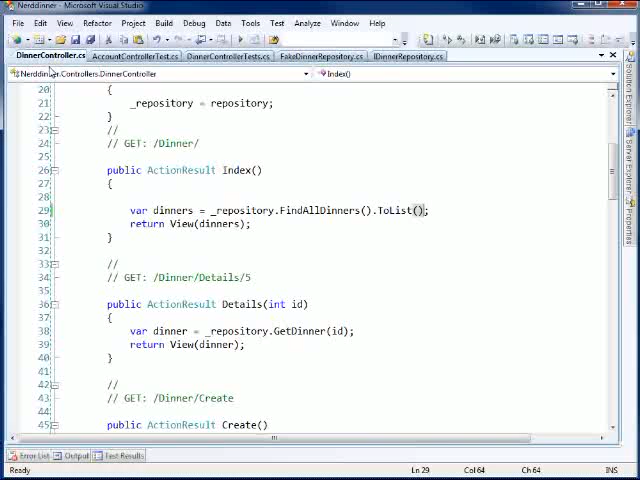 Nerddinner - Microsoft Visual Studio
File Edit View Refactor Project Build Debug Data Tools Test Analyze Window Help
DinnerController.cs AccountControllerTest.cs DinnerControllerTests.cs FakeDinnerRepository.cs IDinnerRepository.cs
Nerddinner.Controllers.DinnerController Index()
20 {
21 _repository = repository;
22 }
23 //
24 // GET: /Dinner/
25
26 public ActionResult Index()
27 {
28
29 var dinners = _repository.FindAllDinners().ToList();
30 return View(dinners);
31 }
32
33 //
34 // GET: /Dinner/Details/5
35
36 public ActionResult Details(int id)
37 {
38 var dinner = _repository.GetDinner(id);
39 return View(dinner);
40 }
41
42 //
43 // GET: /Dinner/Create
44
45 public ActionResult Create()
Solution Explorer
Server Explorer
Properties
Error List Output Test Results
Ready Ln 29 Col 64 Ch 64 INS